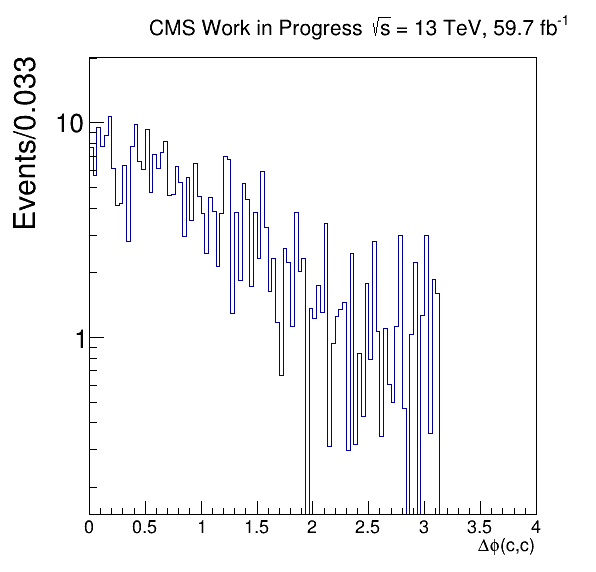 CMS Work in Progress √s = 13 TeV, 59.7 fb⁻¹
Events/0.033
10
1
0 0.5 1 1.5 2 2.5 3 3.5 4
Δϕ(c,c)